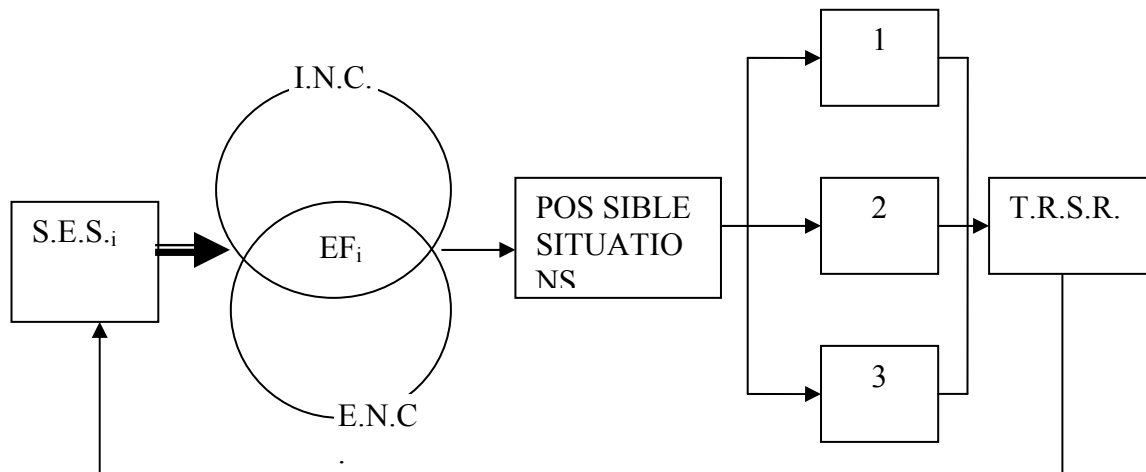 I.N.C.
S.E.S.i
EFi
E.N.C
.
POS SIBLE
SITUATIO
NS
1
2
3
T.R.S.R.